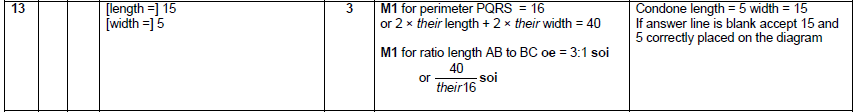 13 [length =] 15 3 M1 for perimeter PQRS = 16 Condone length = 5 width = 15
[width =] 5 or 2 × their length + 2 × their width = 40 If answer line is blank accept 15 and
5 correctly placed on the diagram
M1 for ratio length AB to BC oe = 3:1 soi
or 40 / their16 soi